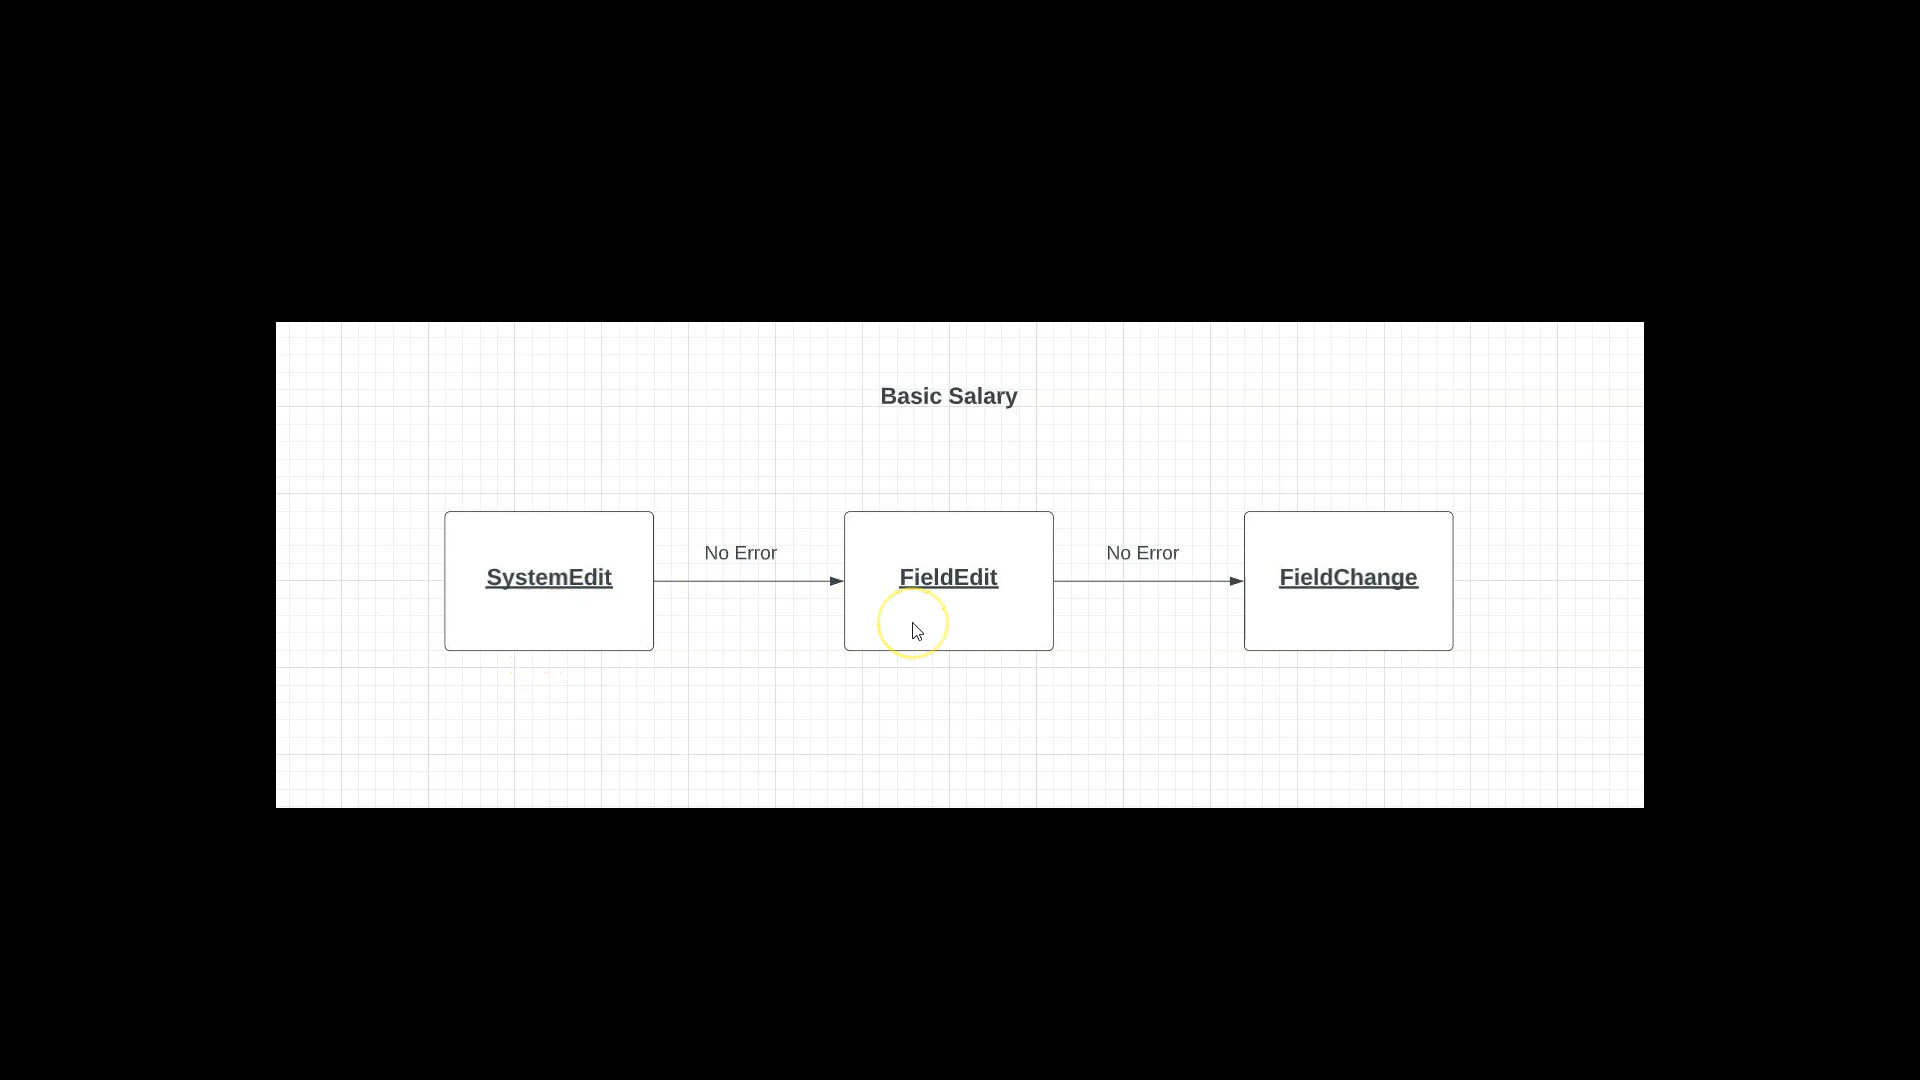 Basic Salary
SystemEdit
No Error
FieldEdit
No Error
FieldChange